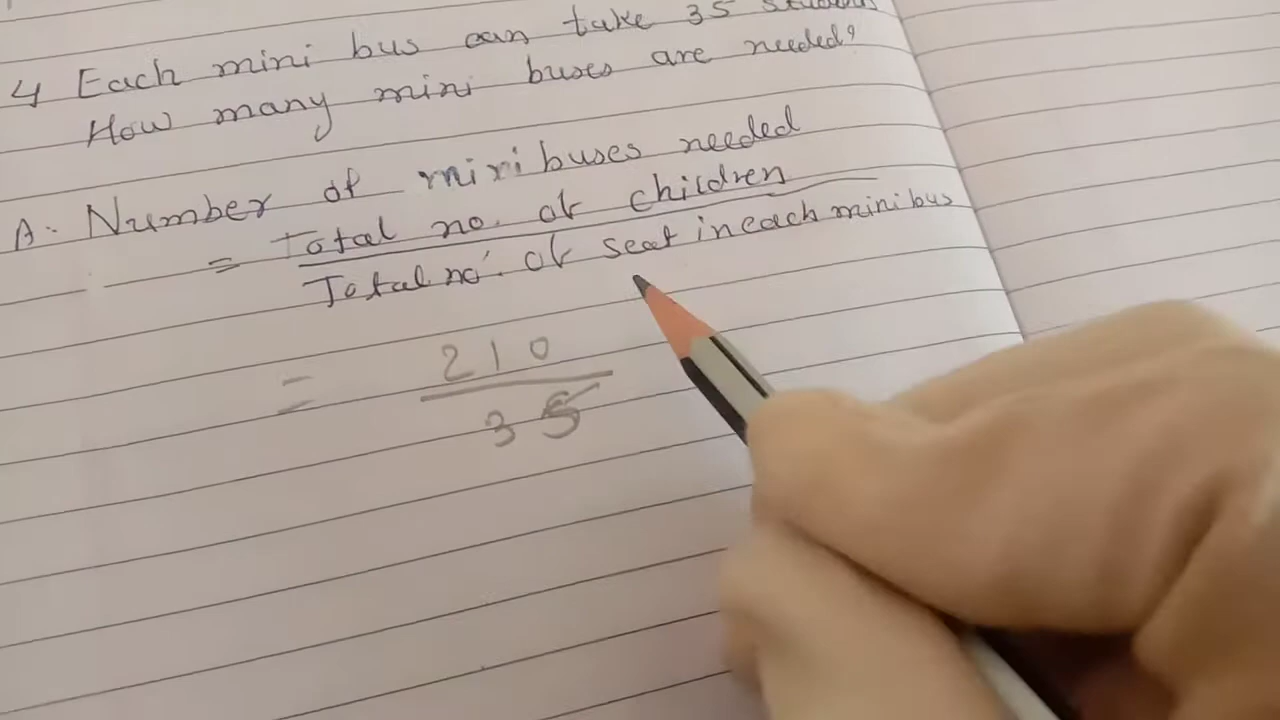 4 Each mini bus can take 35 students
How many mini buses are needed?
A. Number of mini buses needed
= Total no. of children
Total no. of seat in each mini bus
= 210
35